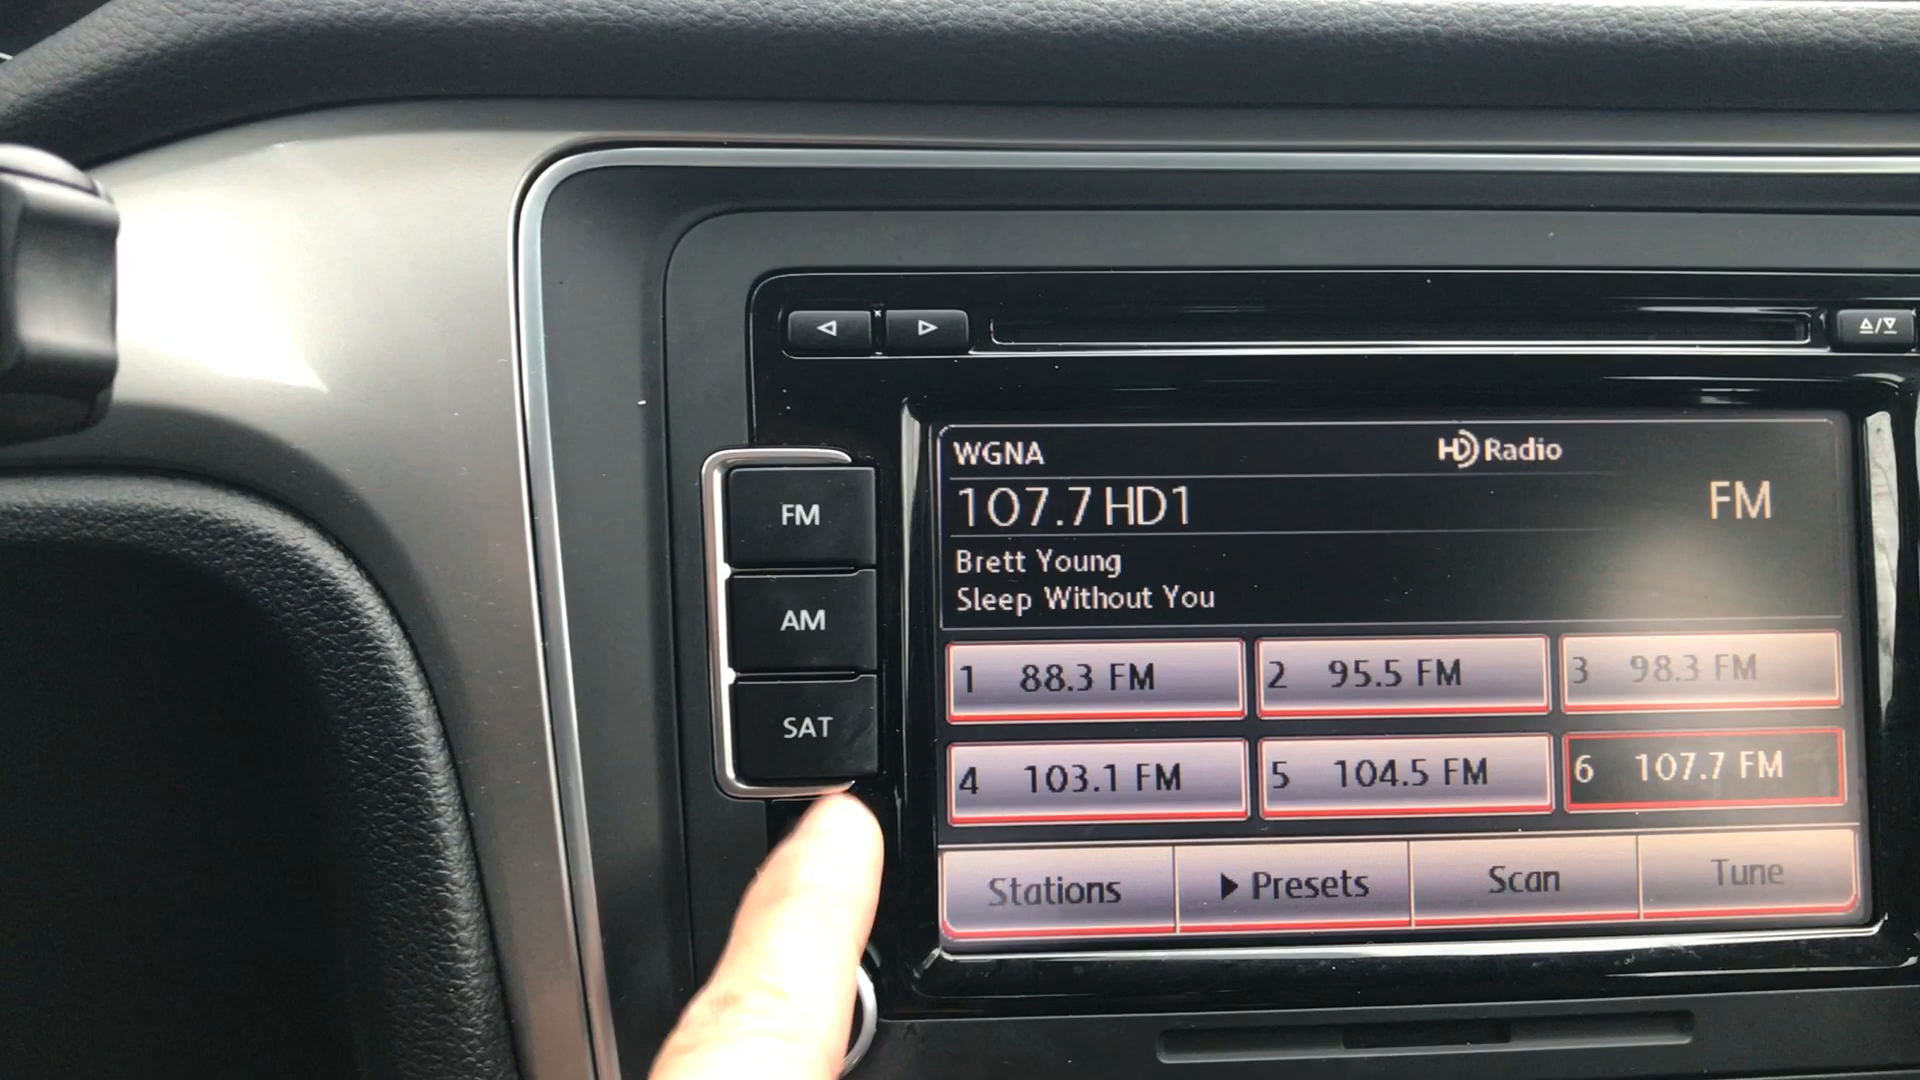 WGNA
HD Radio
107.7 HD1
FM
Brett Young
Sleep Without You
FM
AM
SAT
1 88.3 FM
2 95.5 FM
3 98.3 FM
4 103.1 FM
5 104.5 FM
6 107.7 FM
Stations
Presets
Scan
Tune